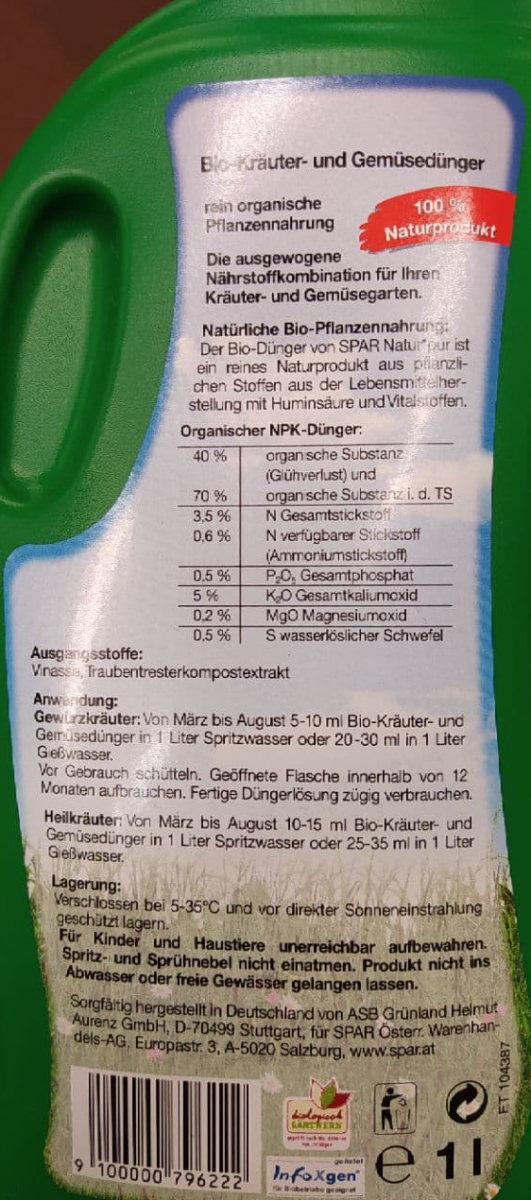 Bio-Kräuter- und Gemüsedünger
rein organische
Pflanzennahrung
100 %
Naturprodukt
Die ausgewogene
Nährstoffkombination für Ihren
Kräuter- und Gemüsegarten.
Natürliche Bio-Pflanzennahrung:
Der Bio-Dünger von SPAR Natur*pur ist
ein reines Naturprodukt aus pflanzli-
chen Stoffen aus der Lebensmittelher-
stellung mit Huminsäure und Vitalstoffen.
Organischer NPK-Dünger:
40 % organische Substanz
(Glühverlust) und
70 % organische Substanz i. d. TS
3,5 % N Gesamtstickstoff
0,6 % N verfügbarer Stickstoff
(Ammoniumstickstoff)
0,5 % P₂O₅ Gesamtphosphat
5 % K₂O Gesamtkaliumoxid
0,2 % MgO Magnesiumoxid
0,5 % S wasserlöslicher Schwefel
Ausgangsstoffe:
Vinasse, Traubentresterkompostextrakt
Anwendung:
Gewürzkräuter: Von März bis August 5-10 ml Bio-Kräuter- und
Gemüsedünger in 1 Liter Spritzwasser oder 20-30 ml in 1 Liter
Gießwasser.
Vor Gebrauch schütteln. Geöffnete Flasche innerhalb von 12
Monaten aufbrauchen. Fertige Düngerlösung zügig verbrauchen.
Heilkräuter: Von März bis August 10-15 ml Bio-Kräuter- und
Gemüsedünger in 1 Liter Spritzwasser oder 25-35 ml in 1 Liter
Gießwasser.
Lagerung:
Verschlossen bei 5-35°C und vor direkter Sonneneinstrahlung
geschützt lagern.
Für Kinder und Haustiere unerreichbar aufbewahren.
Spritz- und Sprühnebel nicht einatmen. Produkt nicht ins
Abwasser oder freie Gewässer gelangen lassen.
Sorgfältig hergestellt in Deutschland von ASB Grünland Helmut
Aurenz GmbH, D-70499 Stuttgart, für SPAR Österr. Warenhan-
dels-AG, Europastr. 3, A-5020 Salzburg, www.spar.at
ET 104387
9 100000 796222
biologisch
GÄRTNERN
gelistet
InfoXgen
für Biobetriebe geeignet
e 1 l